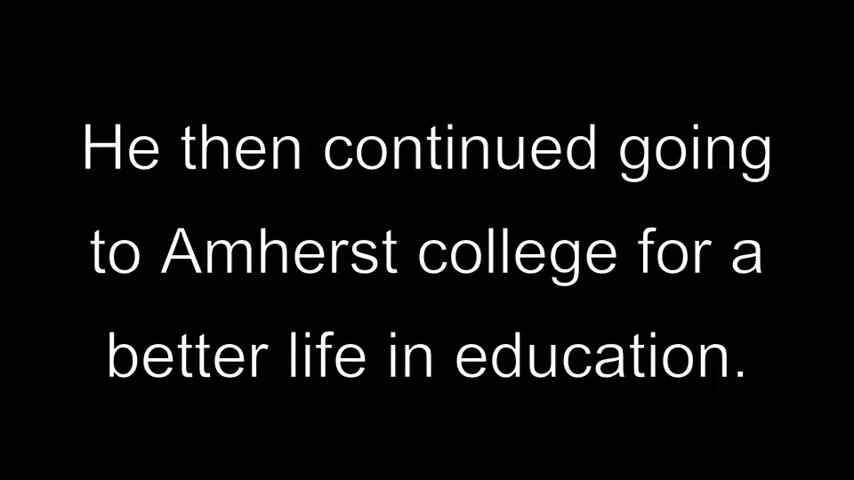 He then continued going
to Amherst college for a
better life in education.